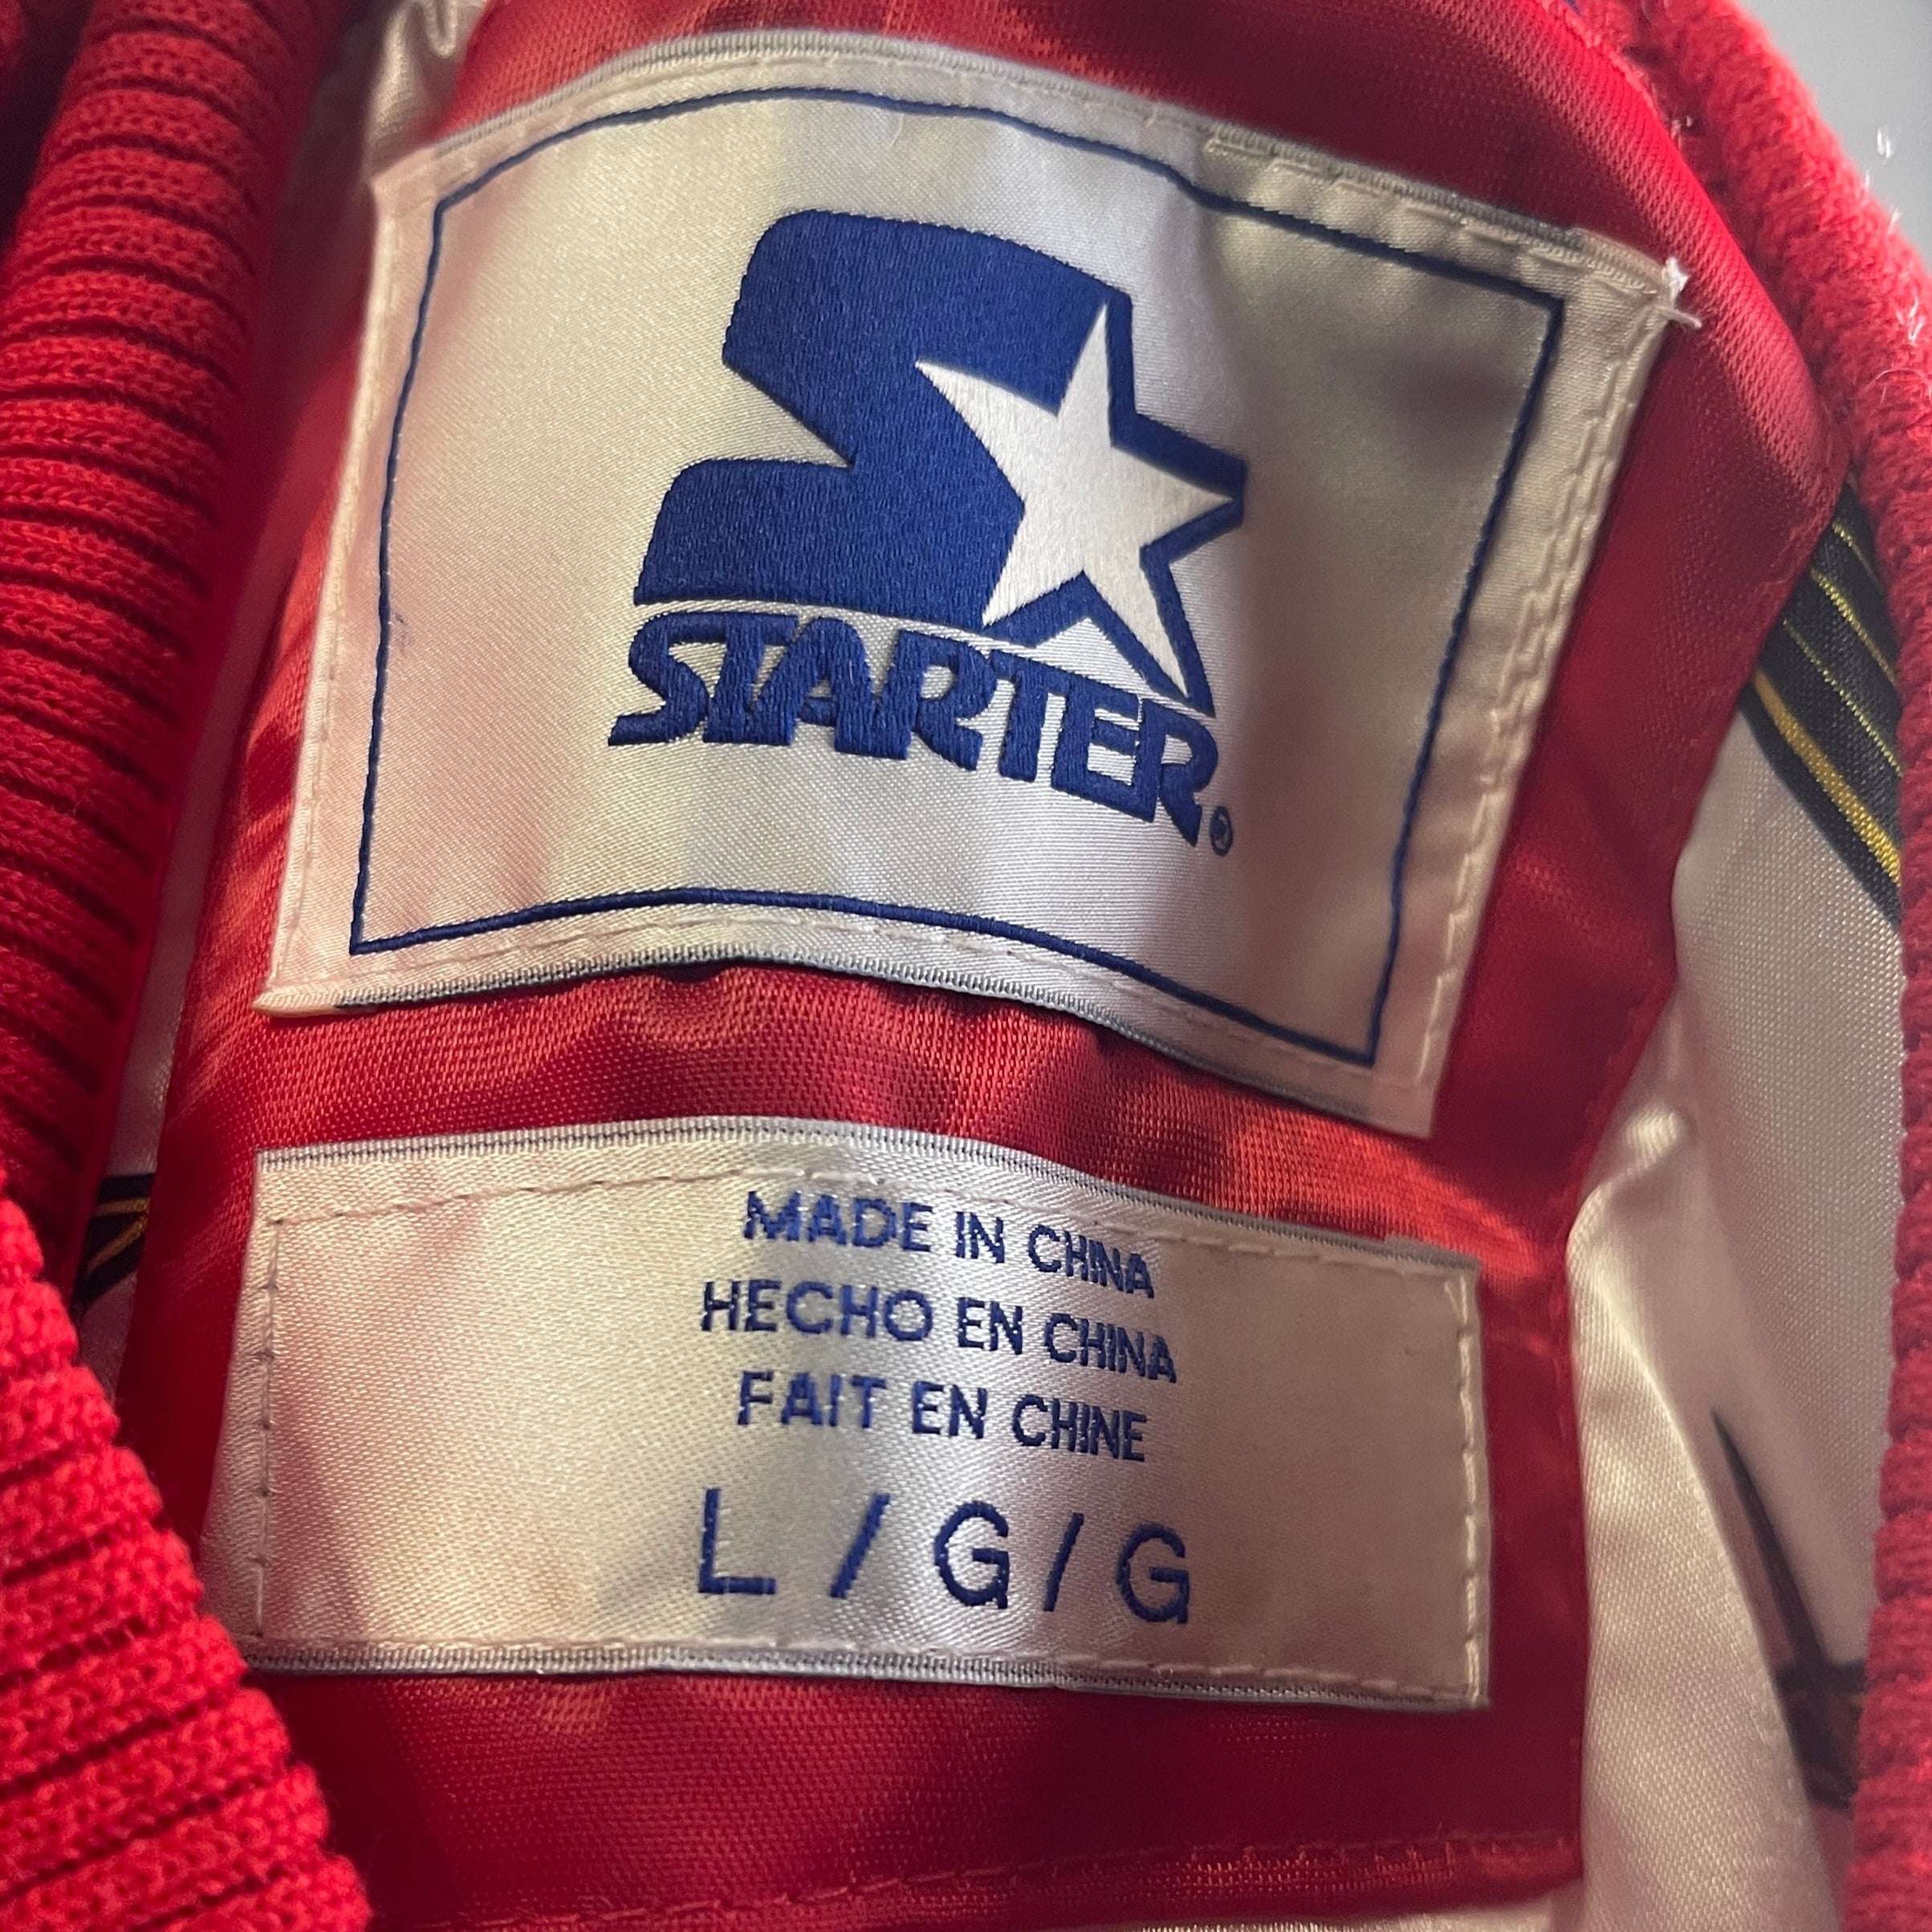 STARTER®
MADE IN CHINA
HECHO EN CHINA
FAIT EN CHINE
L / G / G